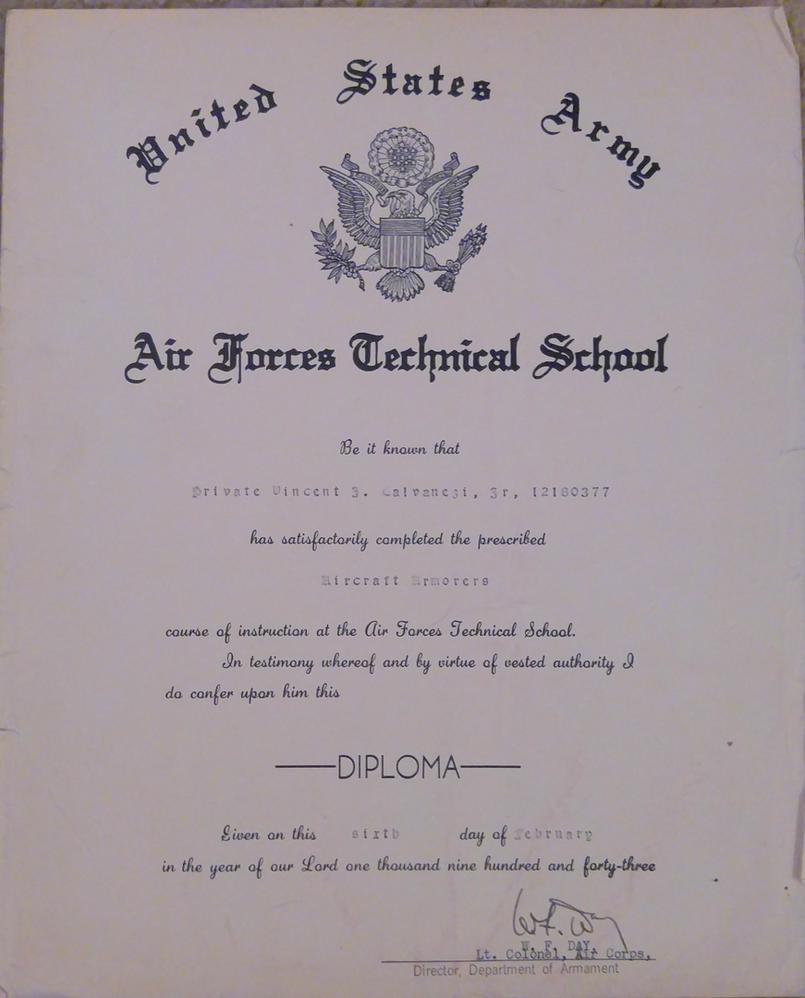 United States Army
Air Forces Technical School
Be it known that
Private Vincent J. Calvanezi, Jr, 12180377
has satisfactorily completed the prescribed
Aircraft Armorers
course of instruction at the Air Forces Technical School.
In testimony whereof and by virtue of vested authority I
do confer upon him this
DIPLOMA
Given on this sixth day of February
in the year of our Lord one thousand nine hundred and forty-three
W. F. DAY,
Lt. Colonel, Air Corps,
Director, Department of Armament